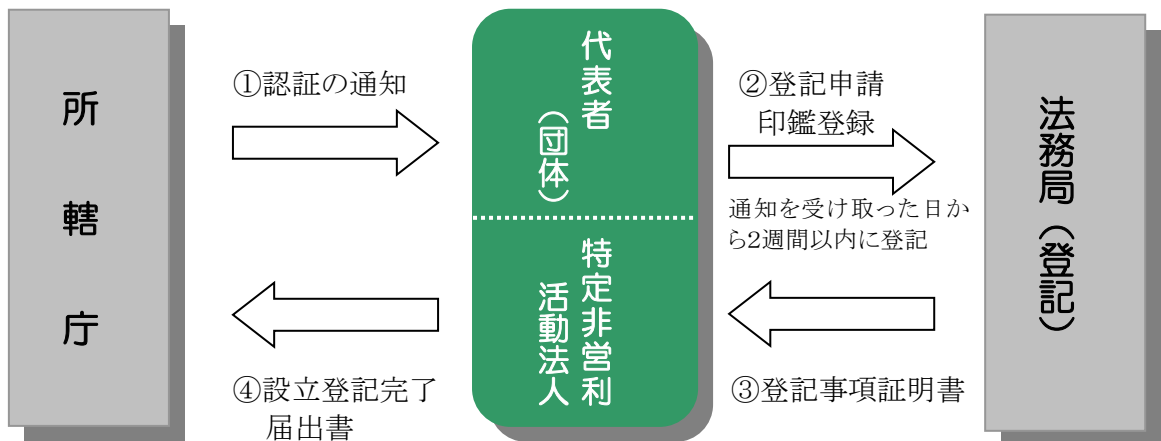 所轄庁
①認証の通知
代表者
（団体）
②登記申請
印鑑登録
通知を受け取った日か
ら2週間以内に登記
法務局（登記）
特定非営利
活動法人
③登記事項証明書
④設立登記完了
届出書